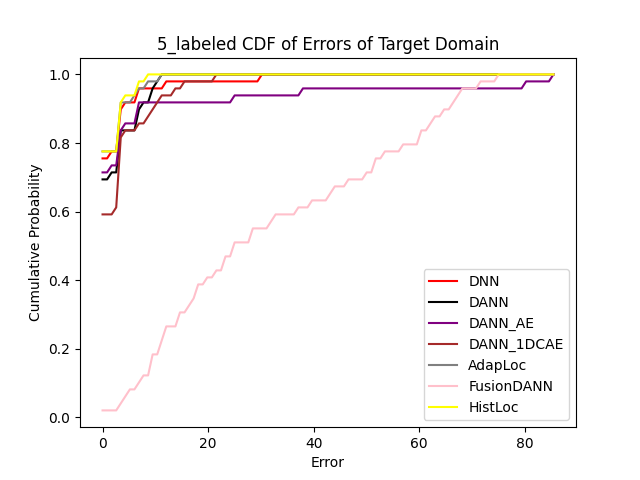 5_labeled CDF of Errors of Target Domain
Cumulative Probability
1.0
0.8
0.6
0.4
0.2
0.0
0
20
40
60
80
Error
DNN
DANN
DANN_AE
DANN_1DCAE
AdapLoc
FusionDANN
HistLoc